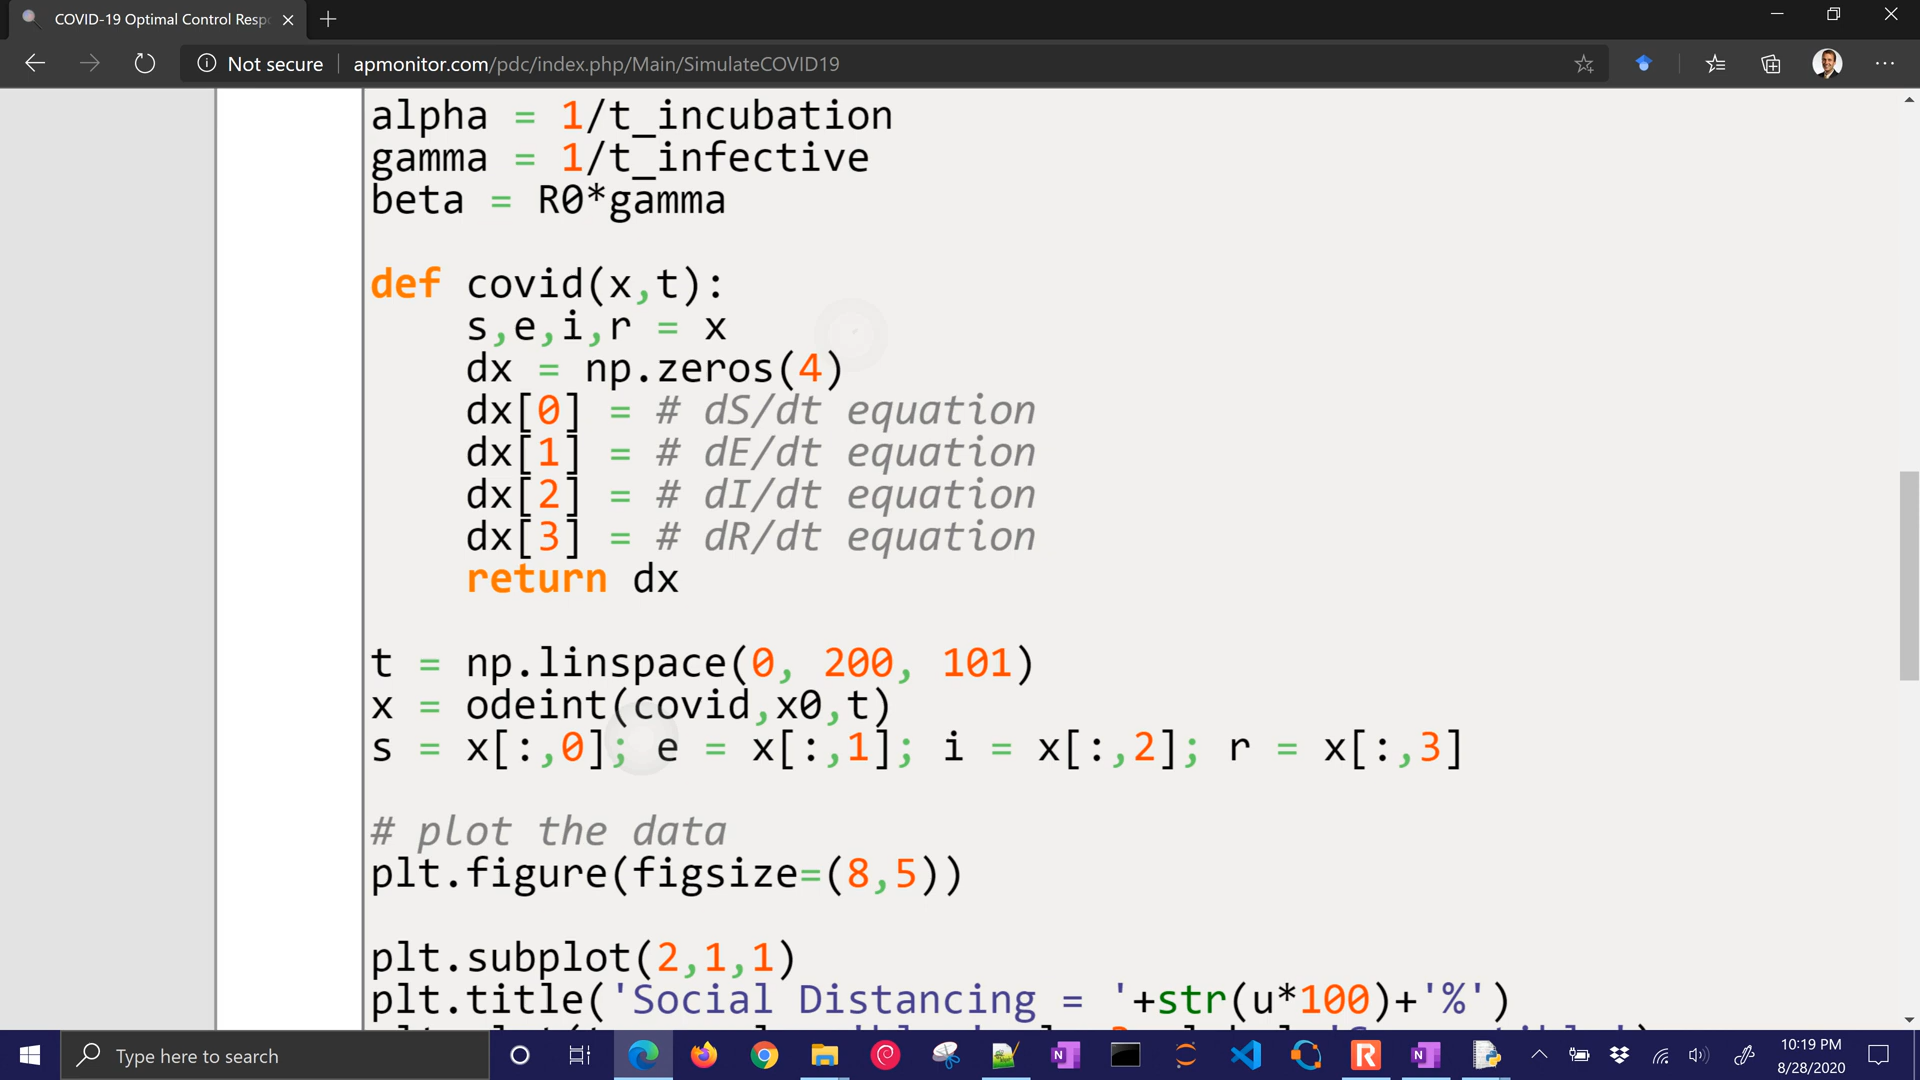 COVID-19 Optimal Control Resp
Not secure
apmonitor.com/pdc/index.php/Main/SimulateCOVID19
alpha = 1/t_incubation
gamma = 1/t_infective
beta = R0*gamma
def covid(x,t):
s,e,i,r = x
dx = np.zeros(4)
dx[0] = # dS/dt equation
dx[1] = # dE/dt equation
dx[2] = # dI/dt equation
dx[3] = # dR/dt equation
return dx
t = np.linspace(0, 200, 101)
x = odeint(covid,x0,t)
s = x[:,0]; e = x[:,1]; i = x[:,2]; r = x[:,3]
# plot the data
plt.figure(figsize=(8,5))
plt.subplot(2,1,1)
plt.title('Social Distancing = '+str(u*100)+'%')
Type here to search
10:19 PM
8/28/2020